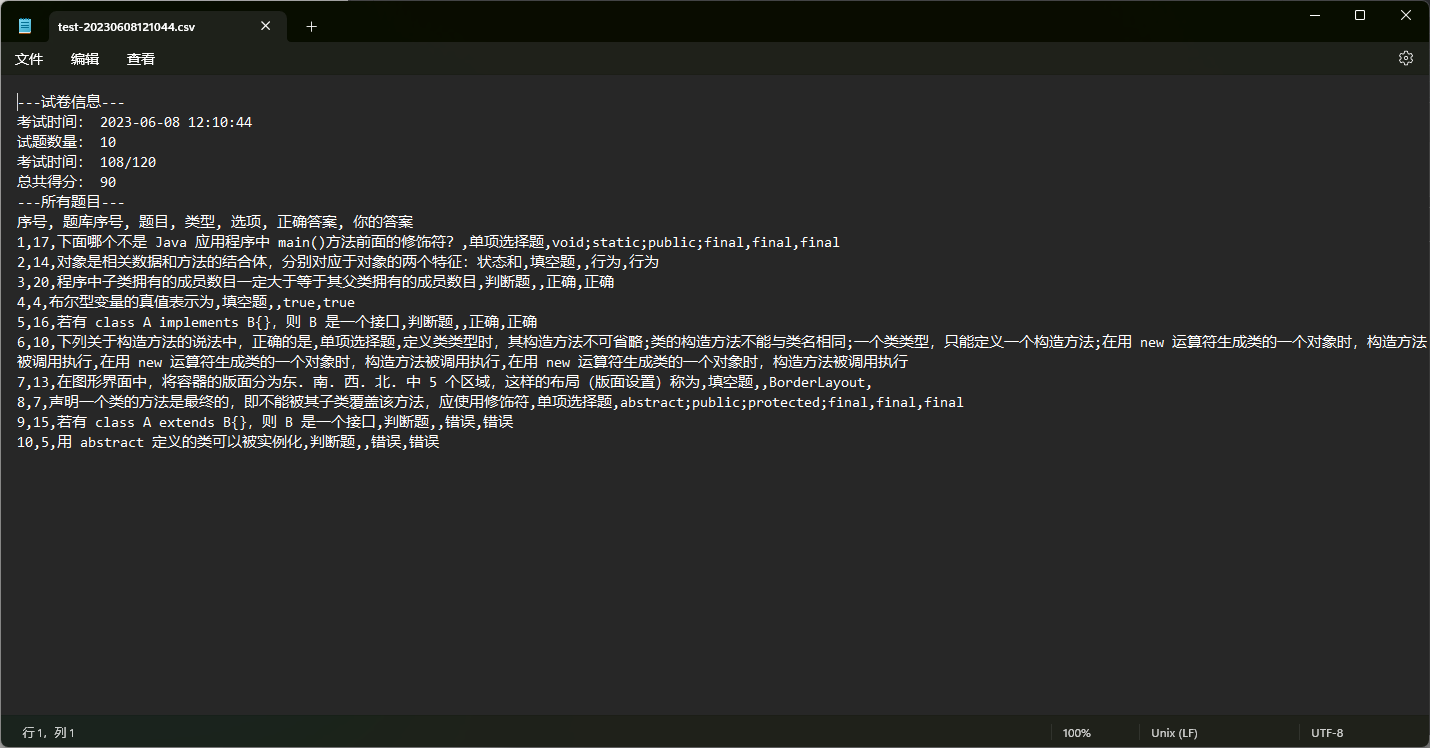 test-20230608121044.csv
文件 编辑 查看
---试卷信息---
考试时间： 2023-06-08 12:10:44
试题数量： 10
考试时间： 108/120
总共得分： 90
---所有题目---
序号, 题库序号, 题目, 类型, 选项, 正确答案, 你的答案
1,17,下面哪个不是 Java 应用程序中 main()方法前面的修饰符？,单项选择题,void;static;public;final,final,final
2,14,对象是相关数据和方法的结合体，分别对应于对象的两个特征：状态和,填空题,,行为,行为
3,20,程序中子类拥有的成员数目一定大于等于其父类拥有的成员数目,判断题,,正确,正确
4,4,布尔型变量的真值表示为,填空题,,true,true
5,16,若有 class A implements B{}，则 B 是一个接口,判断题,,正确,正确
6,10,下列关于构造方法的说法中，正确的是,单项选择题,定义类类型时，其构造方法不可省略;类的构造方法不能与类名相同;一个类类型，只能定义一个构造方法;在用 new 运算符生成类的一个对象时，构造方法
被调用执行,在用 new 运算符生成类的一个对象时，构造方法被调用执行,在用 new 运算符生成类的一个对象时，构造方法被调用执行
7,13,在图形界面中，将容器的版面分为东．南．西．北．中 5 个区域，这样的布局（版面设置）称为,填空题,,BorderLayout,
8,7,声明一个类的方法是最终的，即不能被其子类覆盖该方法，应使用修饰符,单项选择题,abstract;public;protected;final,final,final
9,15,若有 class A extends B{}，则 B 是一个接口,判断题,,错误,错误
10,5,用 abstract 定义的类可以被实例化,判断题,,错误,错误
行 1，列 1 100% Unix (LF) UTF-8